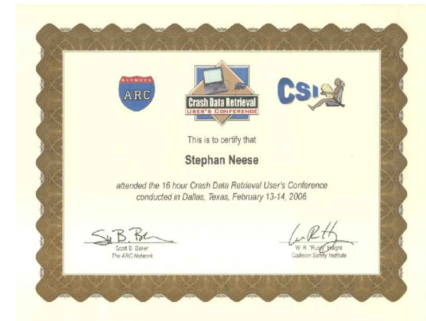 ARC
CSI
Crash Data Retrieval
USER'S CONFERENCE
This is to certify that
Stephan Neese
attended the 16 hour Crash Data Retrieval User's Conference
conducted in Dallas, Texas, February 13-14, 2006
Scott D. Baker
W. R. "Rusty" Haight
The ARC Network
Collision Safety Institute